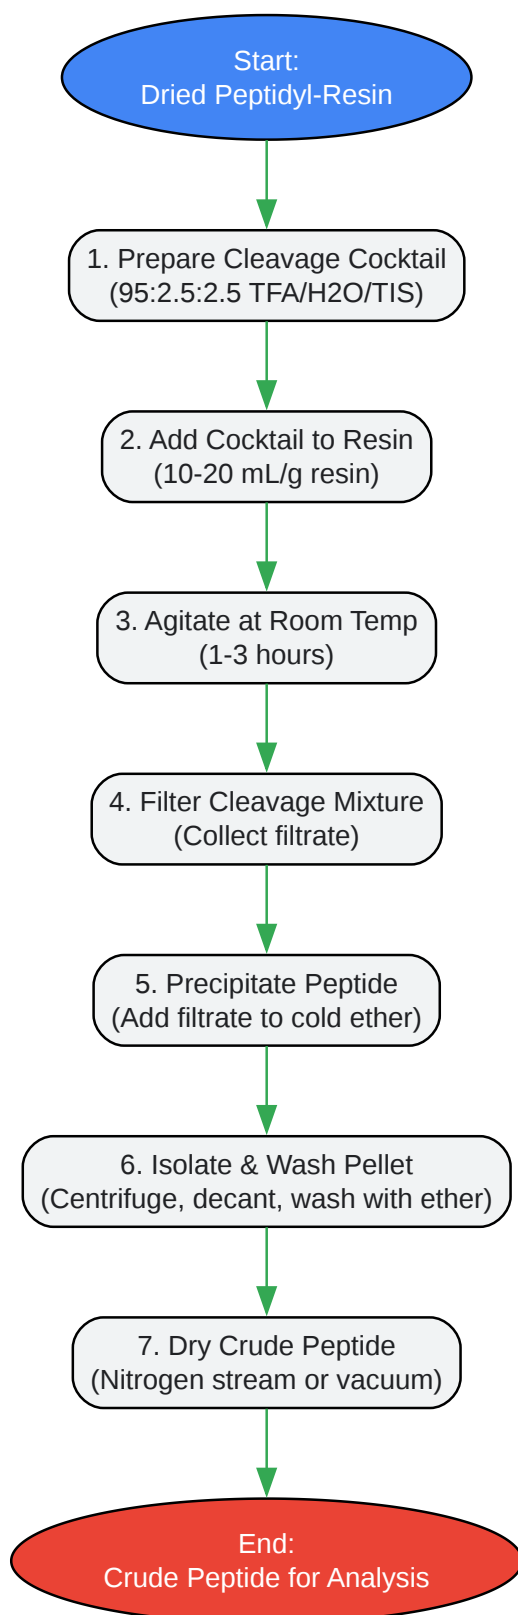 Start:
Dried Peptidyl-Resin
1. Prepare Cleavage Cocktail
(95:2.5:2.5 TFA/H2O/TIS)
2. Add Cocktail to Resin
(10-20 mL/g resin)
3. Agitate at Room Temp
(1-3 hours)
4. Filter Cleavage Mixture
(Collect filtrate)
5. Precipitate Peptide
(Add filtrate to cold ether)
6. Isolate & Wash Pellet
(Centrifuge, decant, wash with ether)
7. Dry Crude Peptide
(Nitrogen stream or vacuum)
End:
Crude Peptide for Analysis